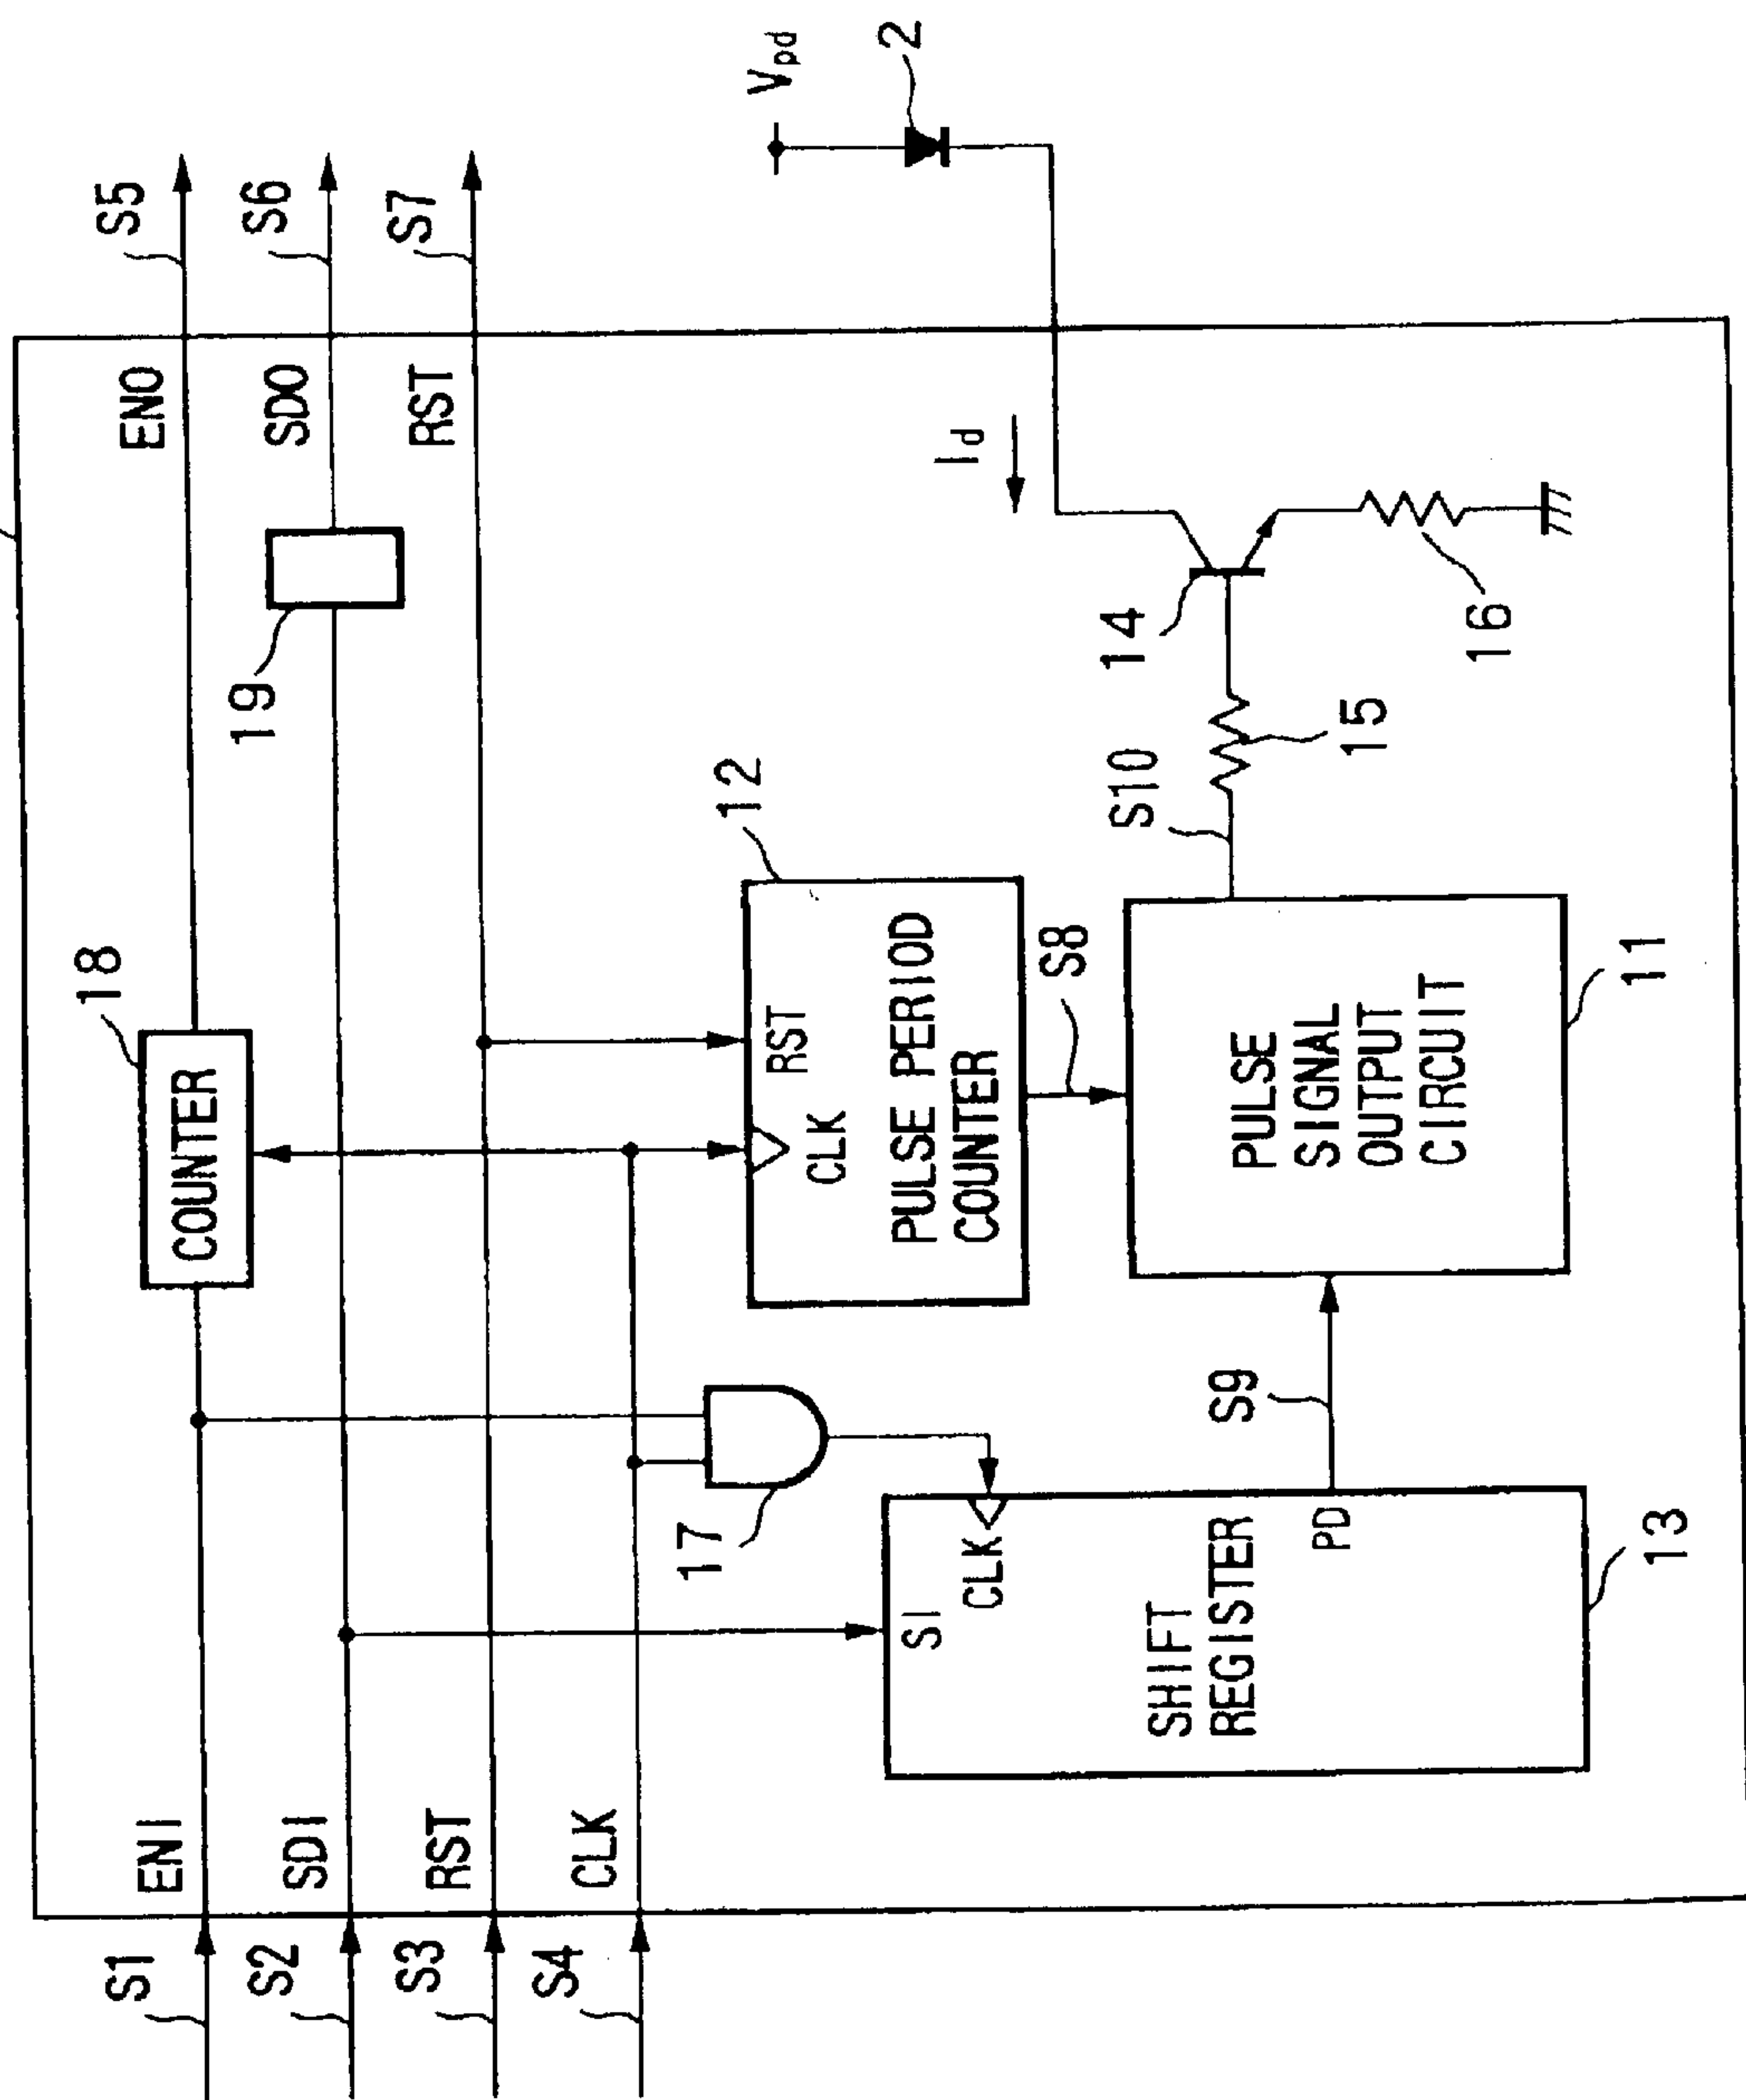 S1
ENI
18
COUNTER
ENO
S5
S2
SDI
19
SDO
S6
S3
RST
RST
S7
S4
CLK
17
12
RST
CLK
PULSE PERIOD
COUNTER
S8
Id
Vpd
2
SI
CLK
SHIFT
REGISTER
PD
13
S9
PULSE
SIGNAL
OUTPUT
CIRCUIT
11
S10
15
14
16